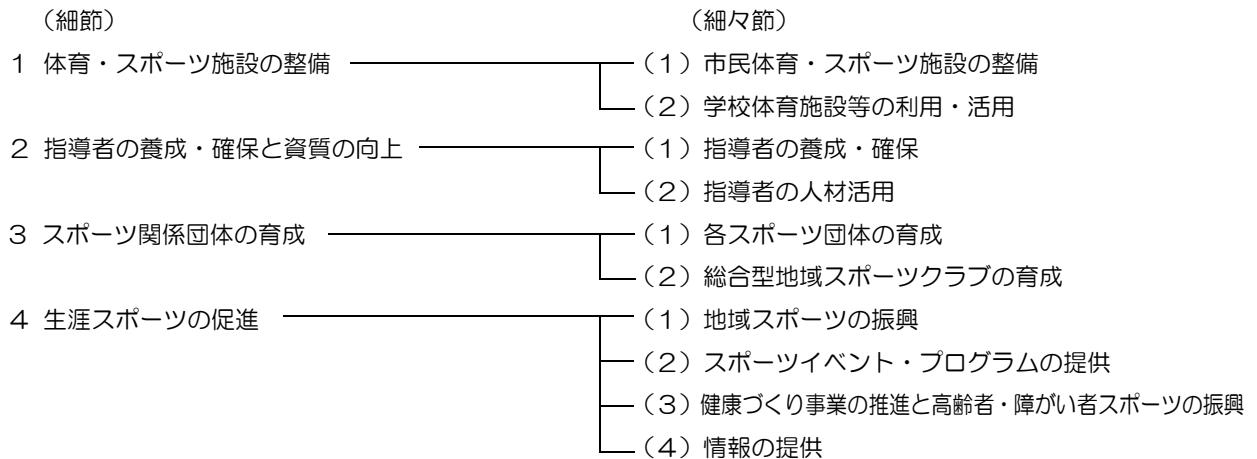 （細節） （細々節）
１ 体育・スポーツ施設の整備 （１）市民体育・スポーツ施設の整備
（２）学校体育施設等の利用・活用
２ 指導者の養成・確保と資質の向上 （１）指導者の養成・確保
（２）指導者の人材活用
３ スポーツ関係団体の育成 （１）各スポーツ団体の育成
（２）総合型地域スポーツクラブの育成
４ 生涯スポーツの促進 （１）地域スポーツの振興
（２）スポーツイベント・プログラムの提供
（３）健康づくり事業の推進と高齢者・障がい者スポーツの振興
（４）情報の提供